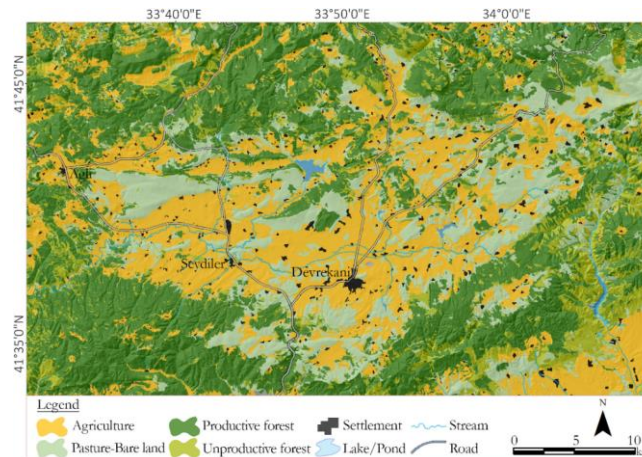 33°40'0"E 33°50'0"E 34°0'0"E
41°45'0"N
Ağlı
Seydiler
Devrekani
41°35'0"N
Legend
Agriculture Productive forest Settlement Stream
Pasture-Bare land Unproductive forest Lake/Pond Road
N
0 5 10